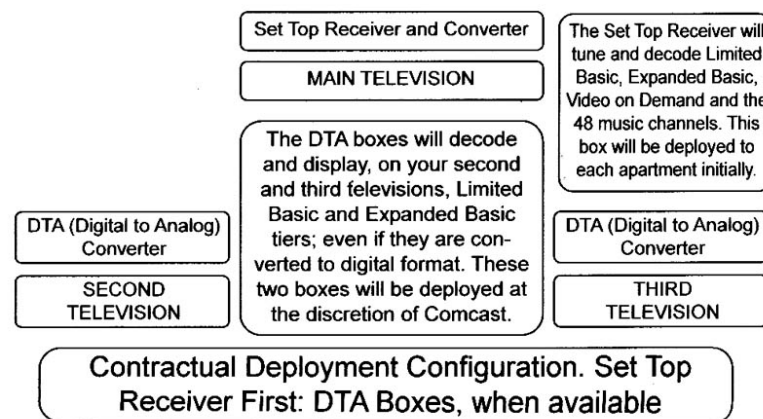 Set Top Receiver and Converter
MAIN TELEVISION
The Set Top Receiver will
tune and decode Limited
Basic, Expanded Basic,
Video on Demand and the
48 music channels. This
box will be deployed to
each apartment initially.
The DTA boxes will decode
and display, on your second
and third felevisions, Limited
Basic and Expanded Basic
tiers; even if they are con-
verted to digital format. These
two boxes will be deployed at
the discretion of Comcast.
DTA (Digital to Analog)
Converter
SECOND
TELEVISION
DTA (Digital to Analog)
Converter
THIRD
TELEVISION
Contractual Deployment Configuration. Set Top
Receiver First: DTA Boxes, when available